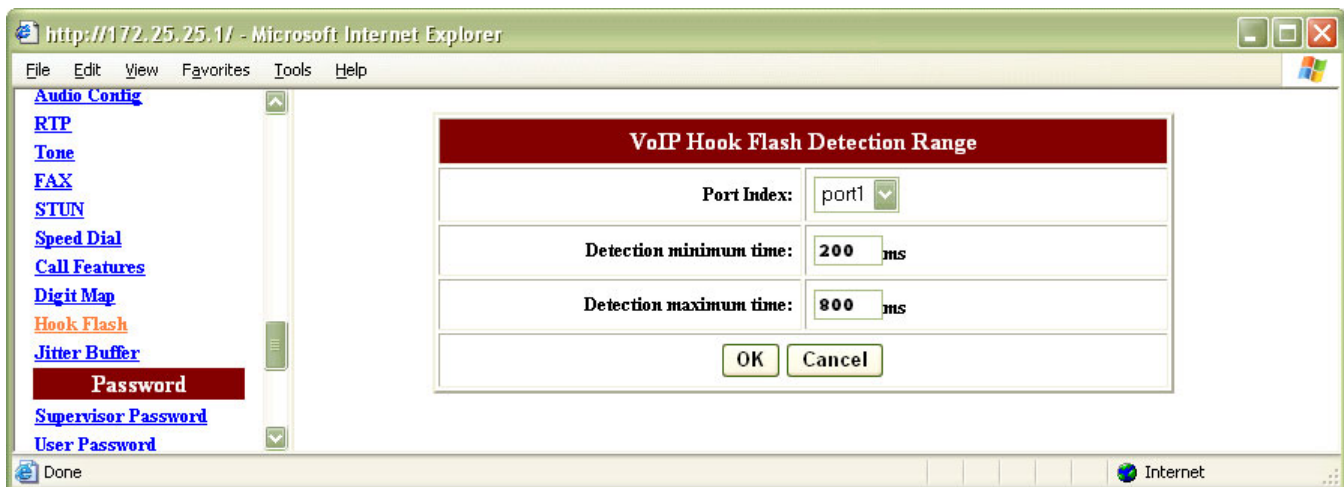 http://172.25.25.1/ - Microsoft Internet Explorer
File Edit View Favorites Tools Help
Audio Config
RTP
Tone
FAX
STUN
Speed Dial
Call Features
Digit Map
Hook Flash
Jitter Buffer
Password
Supervisor Password
User Password
VoIP Hook Flash Detection Range
Port Index: port1
Detection minimum time: 200 ms
Detection maximum time: 800 ms
OK Cancel
Done Internet